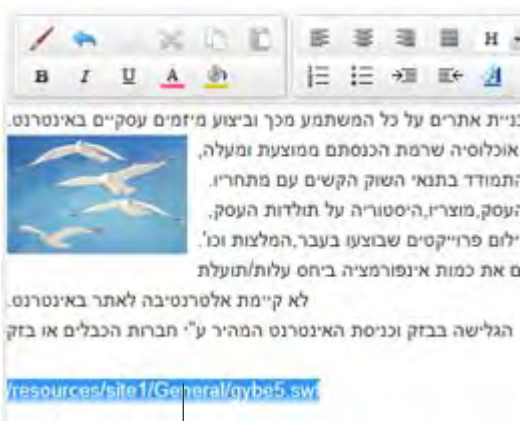 H
B I U A
בניית אתרים על כל המשתמע מכך וביצוע מיזמים עסקיים באינטרנט.
אוכלוסיה שרמת הכנסתם ממוצעת ומעלה,
התמודד בתנאי השוק הקשים עם מתחריו.
העסק,מוצריו,היסטוריה על תולדות העסק,
ילום פרוייקטים שבוצעו בעבר,המלצות וכו'.
ם את כמות אינפורמציה ביחס עלות/תועלת
לא קיימת אלטרנטיבה לאתר באינטרנט.
הגלישה בבזק וכניסת האינטרנט המהיר ע"י חברות הכבלים או בזק
/resources/site1/General/gybe5.swf